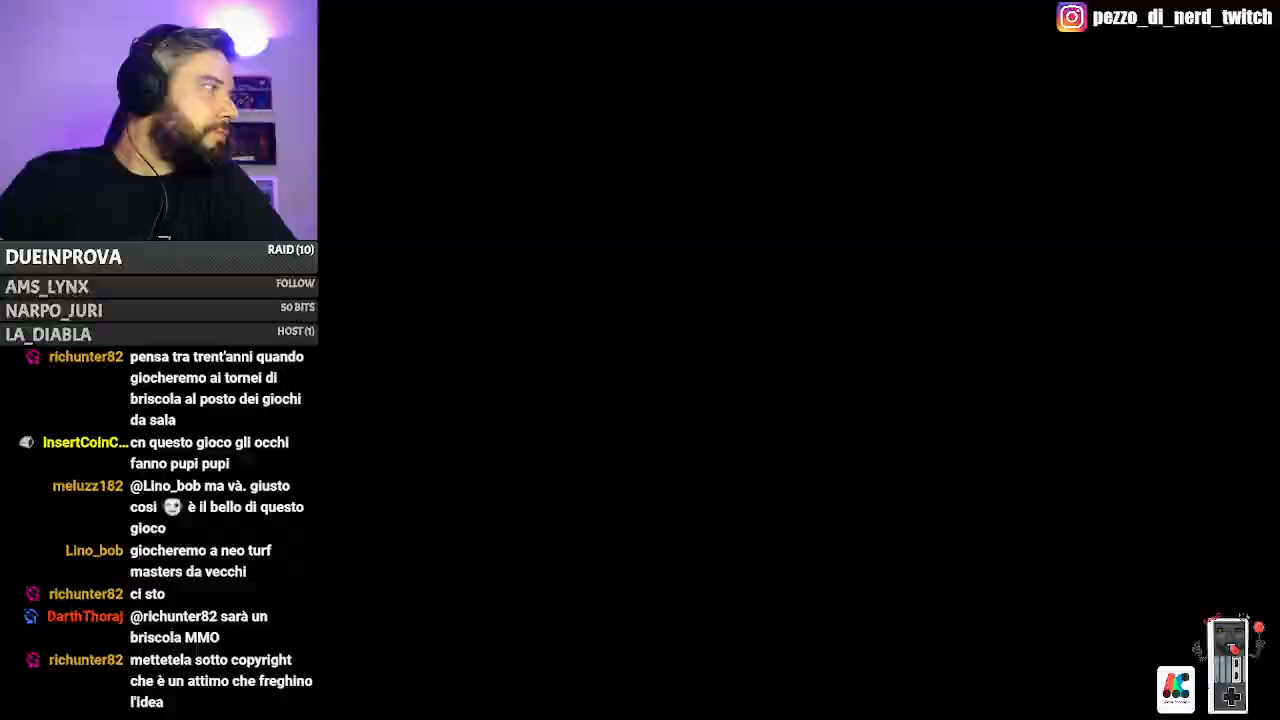 pezzo_di_nerd_twitch
DUEINPROVA RAID (10)
AMS_LYNX FOLLOW
NARPO_JURI 50 BITS
LA_DIABLA HOST (1)
richunter82 pensa tra trent'anni quando
giocheremo ai tornei di
briscola al posto dei giochi
da sala
InsertCoinC... cn questo gioco gli occhi
fanno pupi pupi
meluzz182 @Lino_bob ma và. giusto
cosi è il bello di questo
gioco
Lino_bob giocheremo a neo turf
masters da vecchi
richunter82 ci sto
DarthThoraj @richunter82 sarà un
briscola MMO
richunter82 mettetela sotto copyright
che è un attimo che freghino
l'idea